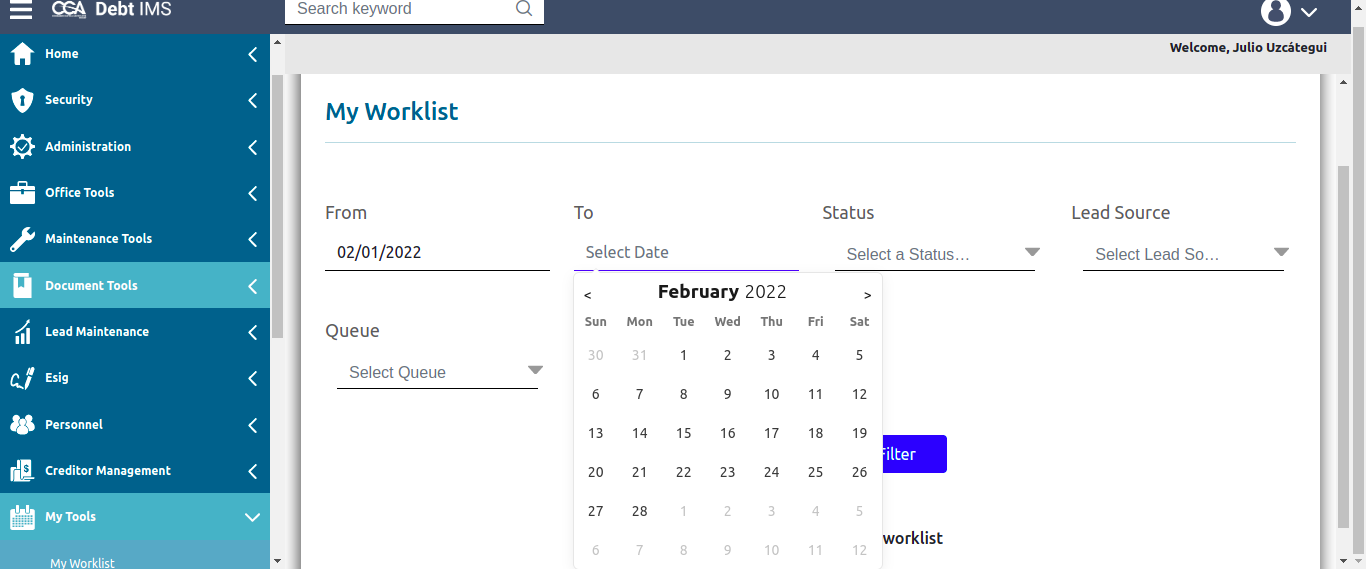 CGA Debt IMS
Search keyword
Welcome, Julio Uzcátegui
Home
Security
Administration
Office Tools
Maintenance Tools
Document Tools
Lead Maintenance
Esig
Personnel
Creditor Management
My Tools
My Worklist
My Worklist
From To Status Lead Source
02/01/2022 Select Date Select a Status... Select Lead So...
Queue
Select Queue
< February 2022 >
Sun Mon Tue Wed Thu Fri Sat
30 31 1 2 3 4 5
6 7 8 9 10 11 12
13 14 15 16 17 18 19
20 21 22 23 24 25 26
27 28 1 2 3 4 5
6 7 8 9 10 11 12
Filter
worklist